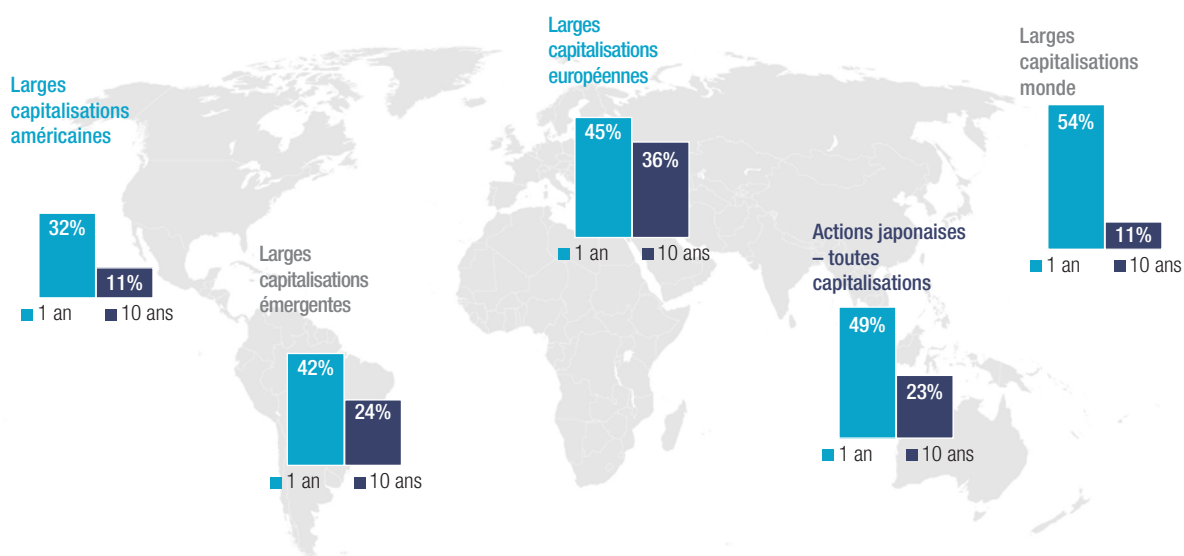 Larges
capitalisations
américaines
32%
11%
1 an
10 ans
Larges
capitalisations
émergentes
42%
24%
1 an
10 ans
Larges
capitalisations
européennes
45%
36%
1 an
10 ans
Actions japonaises
– toutes
capitalisations
49%
23%
1 an
10 ans
Larges
capitalisations
monde
54%
11%
1 an
10 ans